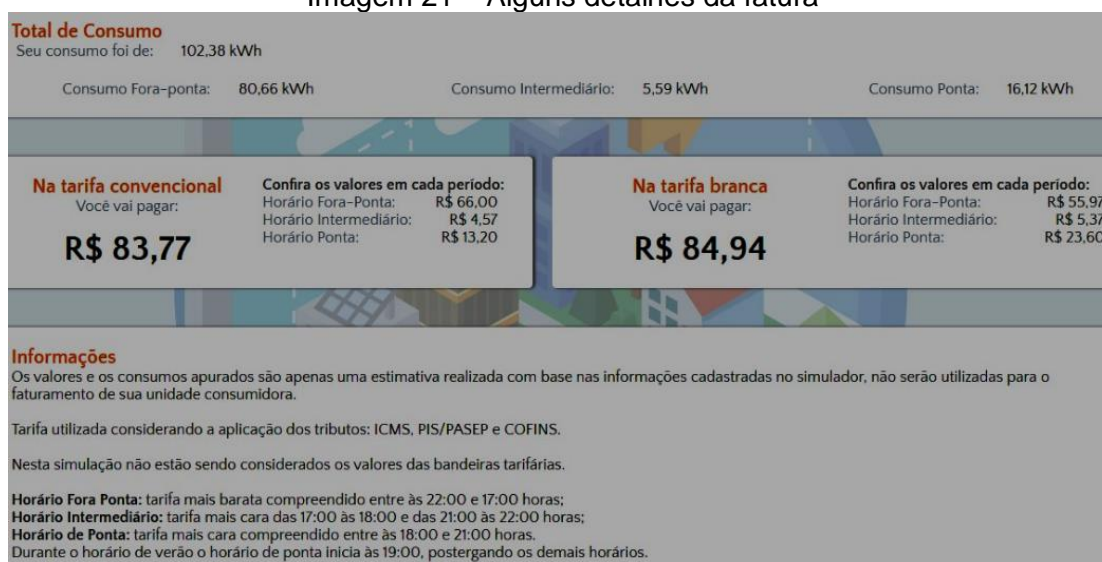 Imagem 21 – Alguns detalhes da fatura
Total de Consumo
Seu consumo foi de: 102,38 kWh
Consumo Fora-ponta: 80,66 kWh Consumo Intermediário: 5,59 kWh Consumo Ponta: 16,12 kWh
Na tarifa convencional
Você vai pagar:
R$ 83,77
Confira os valores em cada período:
Horário Fora-Ponta: R$ 66,00
Horário Intermediário: R$ 4,57
Horário Ponta: R$ 13,20
Na tarifa branca
Você vai pagar:
R$ 84,94
Confira os valores em cada período:
Horário Fora-Ponta: R$ 55,97
Horário Intermediário: R$ 5,37
Horário Ponta: R$ 23,60
Informações
Os valores e os consumos apurados são apenas uma estimativa realizada com base nas informações cadastradas no simulador, não serão utilizadas para o
faturamento de sua unidade consumidora.
Tarifa utilizada considerando a aplicação dos tributos: ICMS, PIS/PASEP e COFINS.
Nesta simulação não estão sendo considerados os valores das bandeiras tarifárias.
Horário Fora Ponta: tarifa mais barata compreendido entre às 22:00 e 17:00 horas;
Horário Intermediário: tarifa mais cara das 17:00 às 18:00 e das 21:00 às 22:00 horas;
Horário de Ponta: tarifa mais cara compreendido entre às 18:00 e 21:00 horas.
Durante o horário de verão o horário de ponta inicia às 19:00, postergando os demais horários.